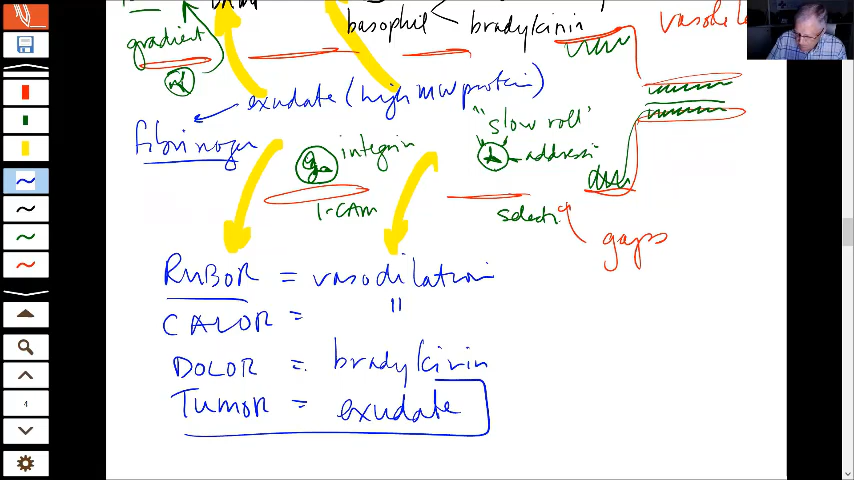 basophil < bradykinin
gradient
exudate (high MW protein)
fibrinogen
"slow roll"
integrin
addressin
I-CAM
selectin
gaps
RUBOR = vasodilation
CALOR = "
DOLOR = bradykinin
TUMOR = exudate
4